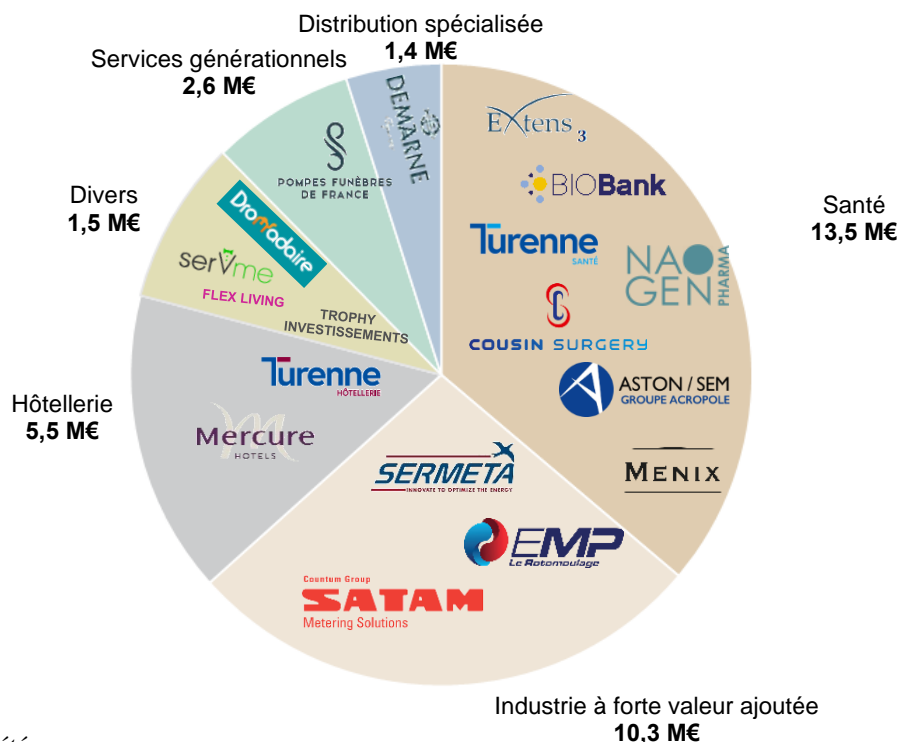 Distribution spécialisée
1,4 M€
Services générationnels
2,6 M€
DEMARNE
EXtens 3
POMPES FUNÈBRES
DE FRANCE
BIOBank
Divers
1,5 M€
Dromadaire
Santé
13,5 M€
Turenne
SANTÉ
NAOGEN
PHARMA
serVme
FLEX LIVING
TROPHY
INVESTISSEMENTS
COUSIN SURGERY
Turenne
HÔTELLERIE
ASTON / SEM
GROUPE ACROPOLE
Hôtellerie
5,5 M€
Mercure
HOTELS
SERMETA
INNOVATE TO OPTIMIZE THE ENERGY
MENIX
EMP
Le Rotomoulage
Countum Group
SATAM
Metering Solutions
Industrie à forte valeur ajoutée
10,3 M€